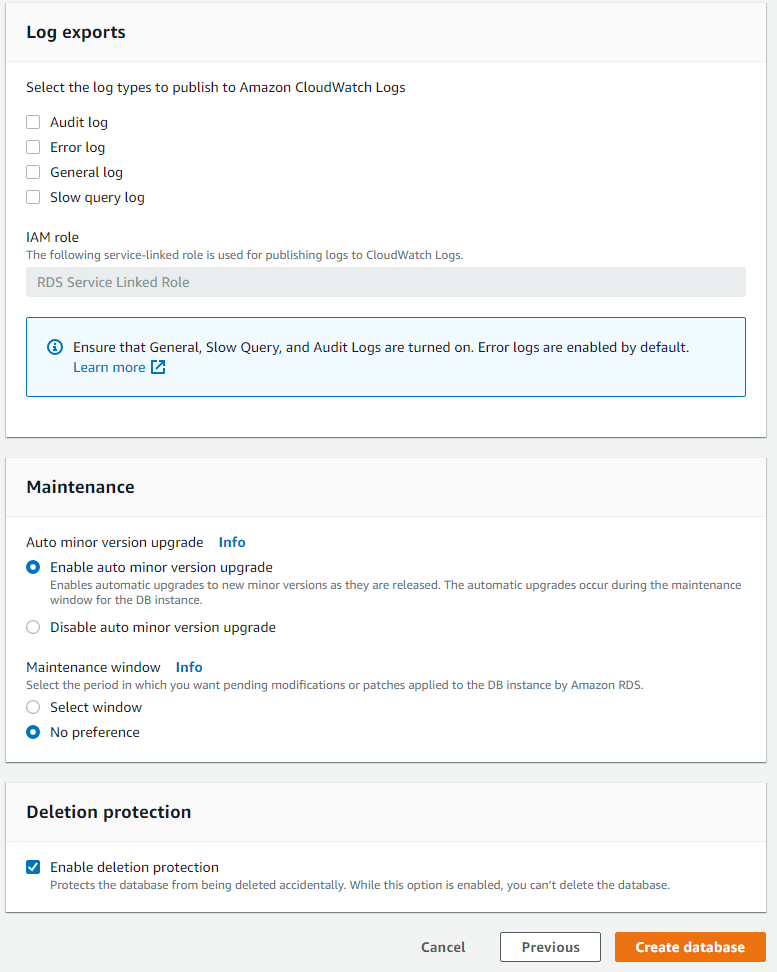 Log exports
Select the log types to publish to Amazon CloudWatch Logs
Audit log
Error log
General log
Slow query log
IAM role
The following service-linked role is used for publishing logs to CloudWatch Logs.
RDS Service Linked Role
Ensure that General, Slow Query, and Audit Logs are turned on. Error logs are enabled by default.
Learn more
Maintenance
Auto minor version upgrade Info
Enable auto minor version upgrade
Enables automatic upgrades to new minor versions as they are released. The automatic upgrades occur during the maintenance
window for the DB instance.
Disable auto minor version upgrade
Maintenance window Info
Select the period in which you want pending modifications or patches applied to the DB instance by Amazon RDS.
Select window
No preference
Deletion protection
Enable deletion protection
Protects the database from being deleted accidentally. While this option is enabled, you can’t delete the database.
Cancel Previous Create database